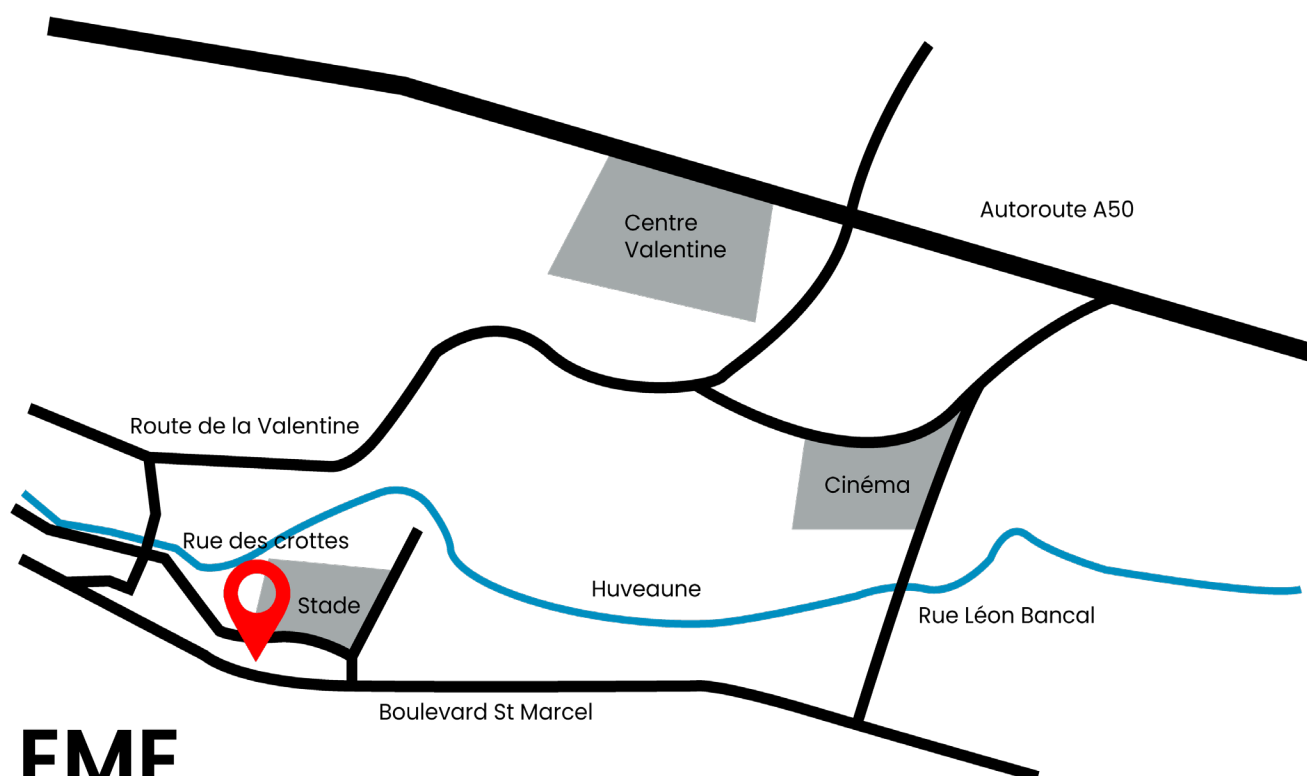 Autoroute A50
Centre
Valentine
Route de la Valentine
Cinéma
Rue des crottes
Huveaune
Stade
Rue Léon Bancal
Boulevard St Marcel